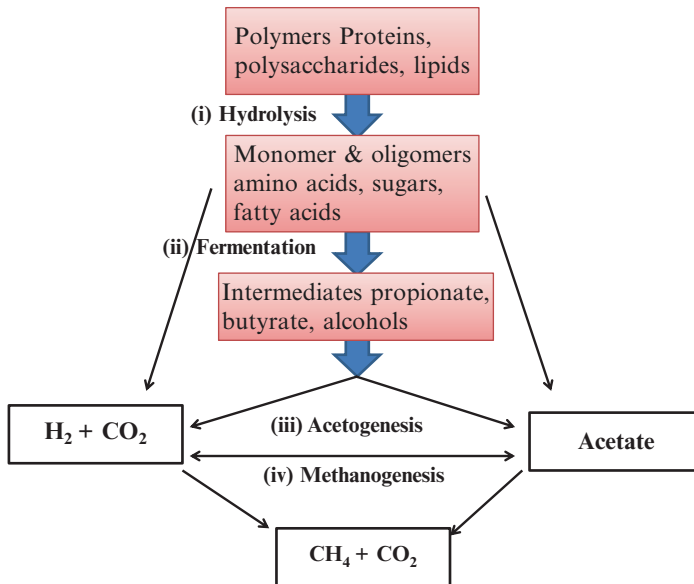 Polymers Proteins,
polysaccharides, lipids
(i) Hydrolysis
Monomer & oligomers
amino acids, sugars,
fatty acids
(ii) Fermentation
Intermediates propionate,
butyrate, alcohols
H₂ + CO₂
(iii) Acetogenesis
Acetate
(iv) Methanogenesis
CH₄ + CO₂